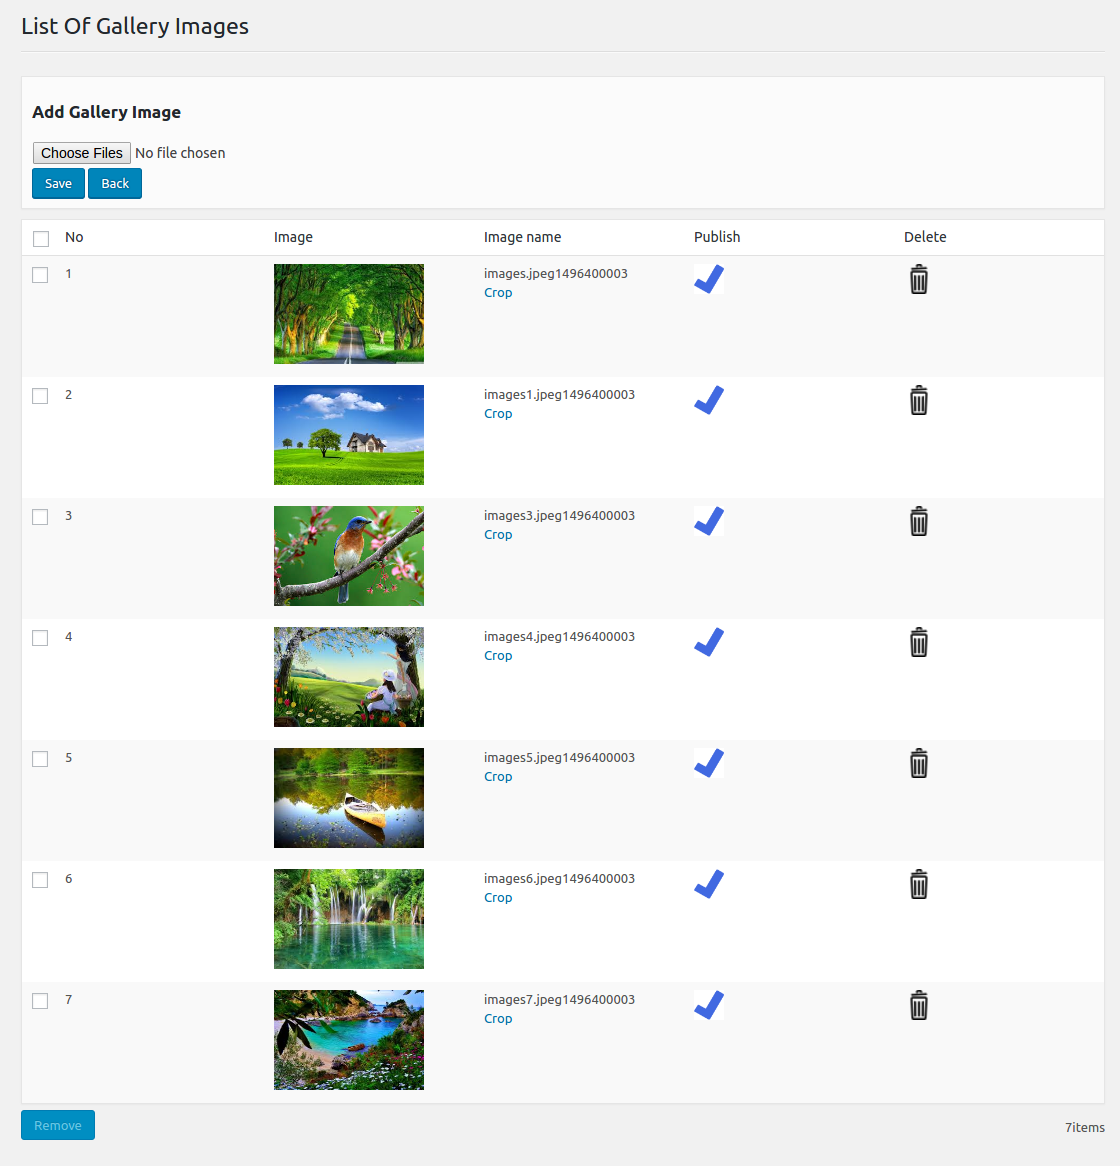 List Of Gallery Images
Add Gallery Image
Choose Files No file chosen
Save Back
No Image Image name Publish Delete
1 images.jpeg1496400003
Crop
2 images1.jpeg1496400003
Crop
3 images3.jpeg1496400003
Crop
4 images4.jpeg1496400003
Crop
5 images5.jpeg1496400003
Crop
6 images6.jpeg1496400003
Crop
7 images7.jpeg1496400003
Crop
Remove 7items